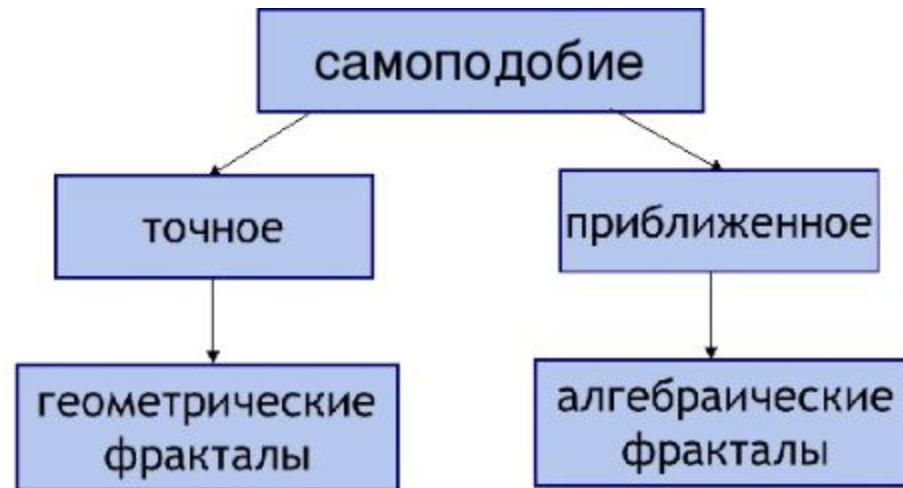 самоподобие
точное
приближенное
геометрические
фракталы
алгебраические
фракталы